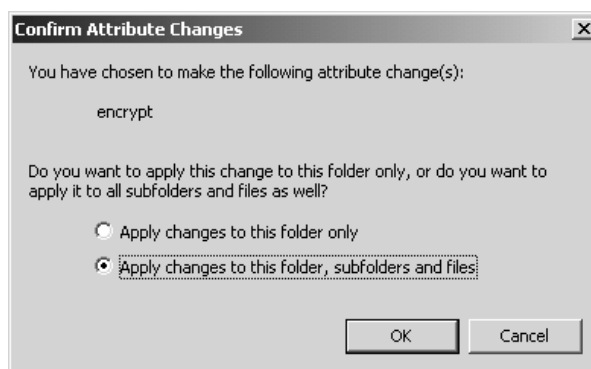 Confirm Attribute Changes
You have chosen to make the following attribute change(s):
encrypt
Do you want to apply this change to this folder only, or do you want to
apply it to all subfolders and files as well?
Apply changes to this folder only
Apply changes to this folder, subfolders and files
OK Cancel